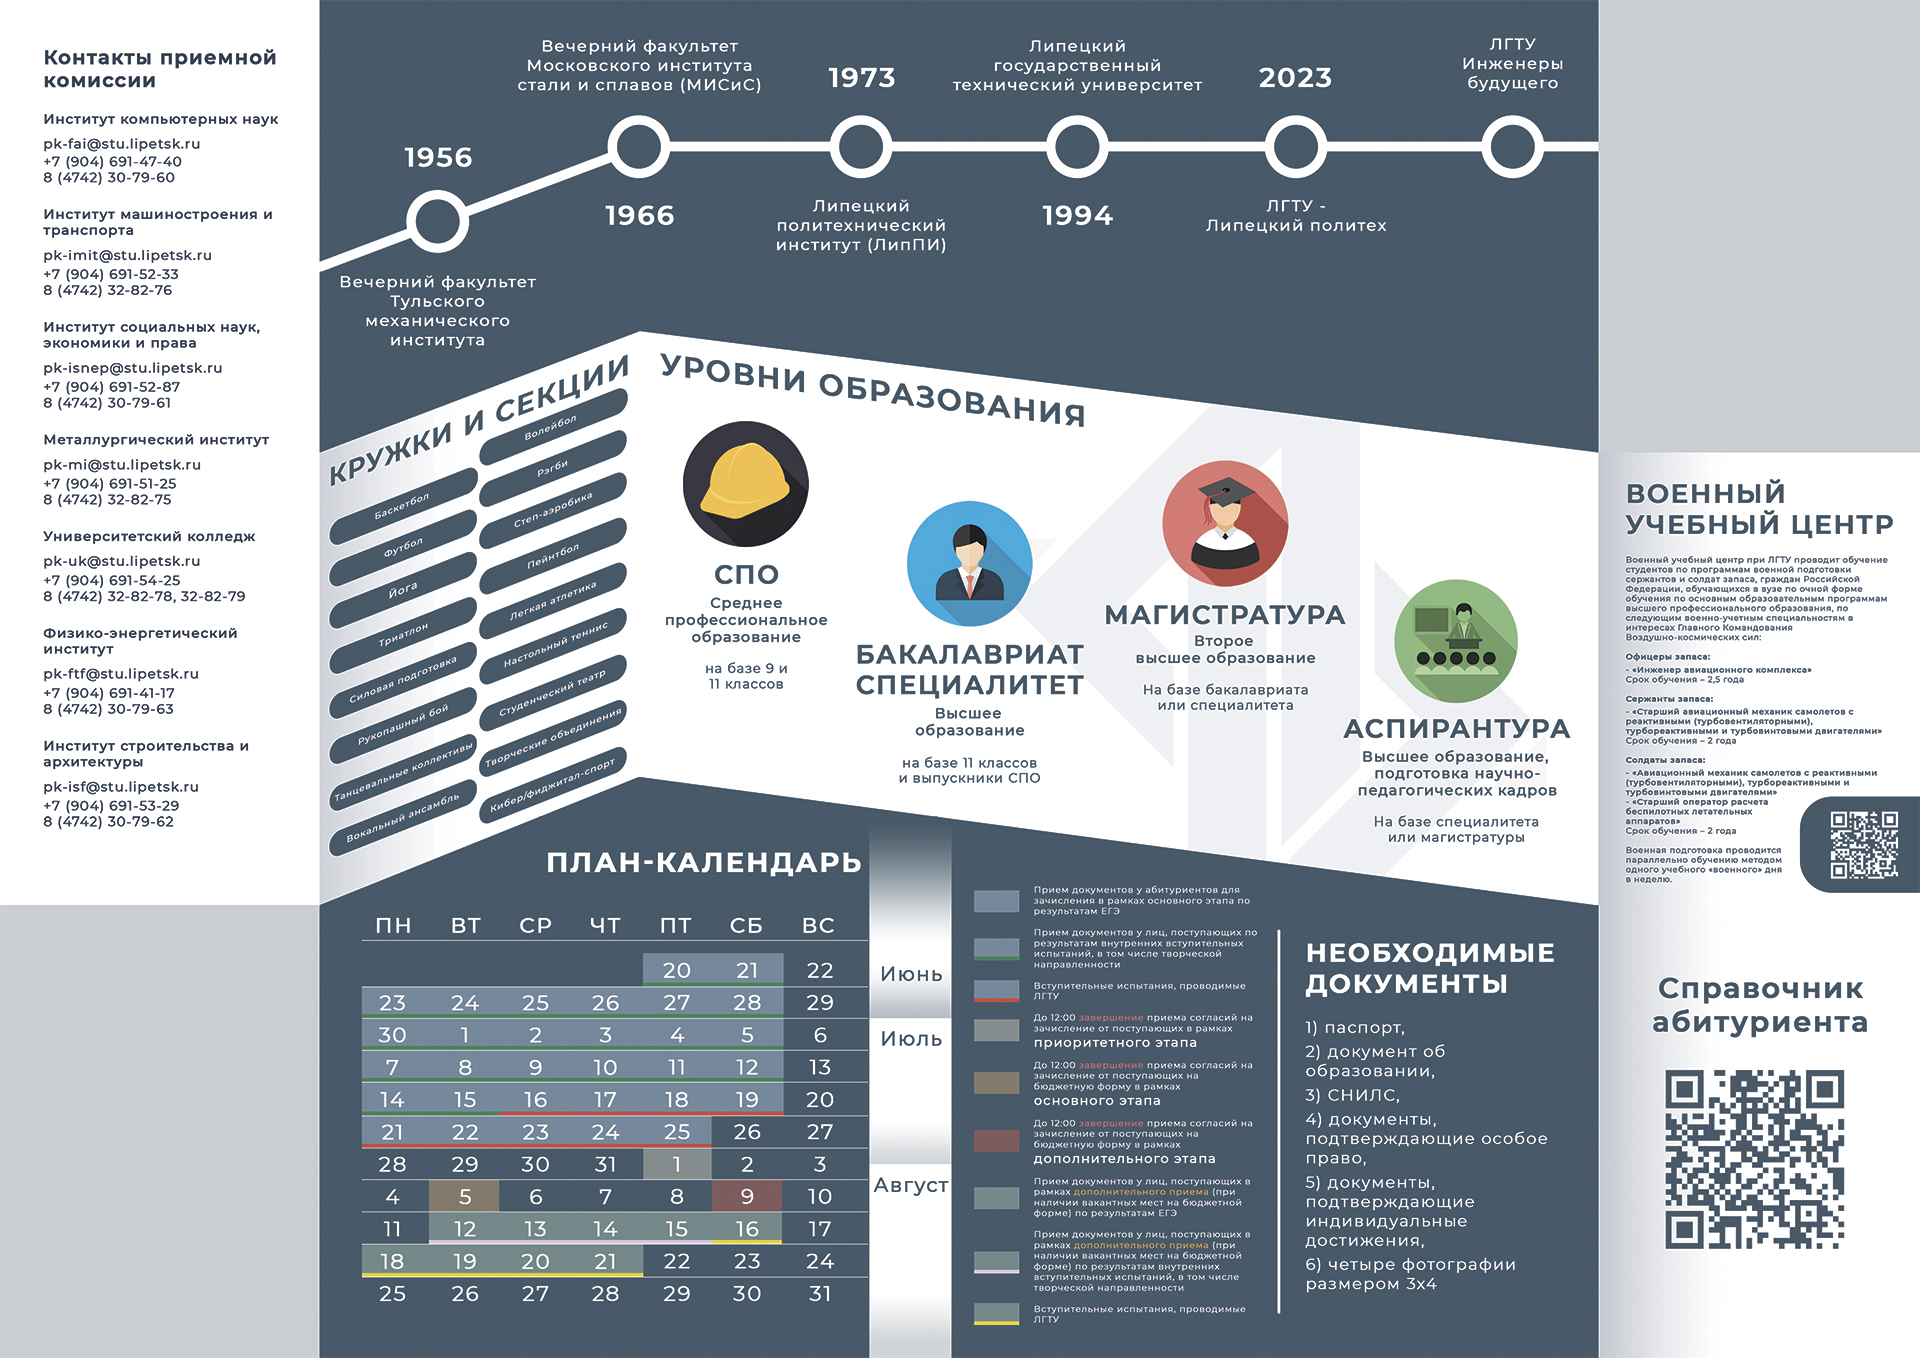 Контакты приемной
комиссии
Институт компьютерных наук
pk-fai@stu.lipetsk.ru
+7 (904) 691-47-40
8 (4742) 30-79-60
Институт машиностроения и
транспорта
pk-imit@stu.lipetsk.ru
+7 (904) 691-52-33
8 (4742) 32-82-76
Институт социальных наук,
экономики и права
pk-isnep@stu.lipetsk.ru
+7 (904) 691-52-87
8 (4742) 30-79-61
Металлургический институт
pk-mi@stu.lipetsk.ru
+7 (904) 691-51-25
8 (4742) 32-82-75
Университетский колледж
pk-uk@stu.lipetsk.ru
+7 (904) 691-54-25
8 (4742) 32-82-78, 32-82-79
Физико-энергетический
институт
pk-ftf@stu.lipetsk.ru
+7 (904) 691-41-17
8 (4742) 30-79-63
Институт строительства и
архитектуры
pk-isf@stu.lipetsk.ru
+7 (904) 691-53-29
8 (4742) 30-79-62
1956
Вечерний факультет
Тульского
механического
института
Вечерний факультет
Московского института
стали и сплавов (МИСиС)
1966
1973
Липецкий
политехнический
институт (ЛипПИ)
Липецкий
государственный
технический университет
1994
2023
ЛГТУ -
Липецкий политех
ЛГТУ
Инженеры
будущего
КРУЖКИ И СЕКЦИИ
Баскетбол
Футбол
Йога
Триатлон
Силовая подготовка
Рукопашный бой
Танцевальные коллективы
Вокальный ансамбль
Волейбол
Рэгби
Степ-аэробика
Пейнтбол
Легкая атлетика
Настольный теннис
Студенческий театр
Творческие объединения
Кибер/фиджитал-спорт
УРОВНИ ОБРАЗОВАНИЯ
СПО
Среднее
профессиональное
образование
на базе 9 и
11 классов
БАКАЛАВРИАТ
СПЕЦИАЛИТЕТ
Высшее
образование
на базе 11 классов
и выпускники СПО
МАГИСТРАТУРА
Второе
высшее образование
На базе бакалавриата
или специалитета
АСПИРАНТУРА
Высшее образование,
подготовка научно-
педагогических кадров
На базе специалитета
или магистратуры
ПЛАН-КАЛЕНДАРЬ
ПН ВТ СР ЧТ ПТ СБ ВС
20 21 22
23 24 25 26 27 28 29
30 1 2 3 4 5 6
7 8 9 10 11 12 13
14 15 16 17 18 19 20
21 22 23 24 25 26 27
28 29 30 31 1 2 3
4 5 6 7 8 9 10
11 12 13 14 15 16 17
18 19 20 21 22 23 24
25 26 27 28 29 30 31
Июнь
Июль
Август
Прием документов у абитуриентов для
зачисления в рамках основного этапа по
результатам ЕГЭ
Прием документов у лиц, поступающих по
результатам внутренних вступительных
испытаний, в том числе творческой
направленности
Вступительные испытания, проводимые
ЛГТУ
До 12:00 завершение приема согласий на
зачисление от поступающих в рамках
приоритетного этапа
До 12:00 завершение приема согласий на
зачисление от поступающих на
бюджетную форму в рамках
основного этапа
До 12:00 завершение приема согласий на
зачисление от поступающих на
бюджетную форму в рамках
дополнительного этапа
Прием документов у лиц, поступающих в
рамках дополнительного приема (при
наличии вакантных мест на бюджетной
форме) по результатам ЕГЭ
Прием документов у лиц, поступающих в
рамках дополнительного приема (при
наличии вакантных мест на бюджетной
форме) по результатам внутренних
вступительных испытаний, в том числе
творческой направленности
Вступительные испытания, проводимые
ЛГТУ
НЕОБХОДИМЫЕ
ДОКУМЕНТЫ
1) паспорт,
2) документ об
образовании,
3) СНИЛС,
4) документы,
подтверждающие особое
право,
5) документы,
подтверждающие
индивидуальные
достижения,
6) четыре фотографии
размером 3х4
ВОЕННЫЙ
УЧЕБНЫЙ ЦЕНТР
Военный учебный центр при ЛГТУ проводит обучение
студентов по программам военной подготовки
сержантов и солдат запаса, граждан Российской
Федерации, обучающихся в вузе по очной форме
обучения по основным образовательным программам
высшего профессионального образования, по
следующим военно-учетным специальностям в
интересах Главного Командования
Воздушно-космических сил:
Офицеры запаса:
- «Инженер авиационного комплекса»
Срок обучения – 2,5 года
Сержанты запаса:
- «Старший авиационный механик самолетов с
реактивными (турбовентиляторными),
турбореактивными и турбовинтовыми двигателями»
Срок обучения – 2 года
Солдаты запаса:
- «Авиационный механик самолетов с реактивными
(турбовентиляторными), турбореактивными и
турбовинтовыми двигателями»
- «Старший оператор расчета
беспилотных летательных
аппаратов»
Срок обучения – 2 года
Военная подготовка проводится
параллельно обучению методом
одного учебного «военного» дня
в неделю.
Справочник
абитуриента